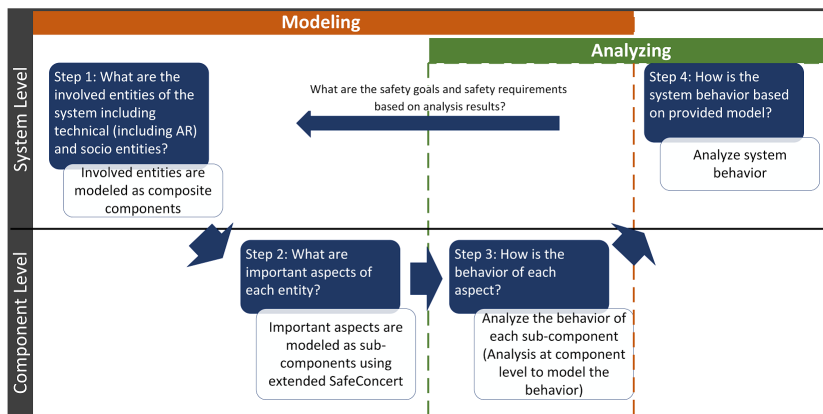 Modeling
Analyzing
System Level
Step 1: What are the
involved entities of the
system including
technical (including AR)
and socio entities?
Involved entities are
modeled as composite
components
What are the safety goals and safety requirements
based on analysis results?
Step 4: How is the
system behavior based
on provided model?
Analyze system
behavior
Component Level
Step 2: What are
important aspects of
each entity?
Important aspects are
modeled as sub-
components using
extended SafeConcert
Step 3: How is the
behavior of each
aspect?
Analyze the behavior of
each sub-component
(Analysis at component
level to model the
behavior)